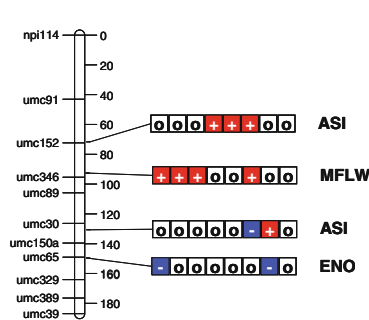 npi114 0
20
umc91 40
o o o + + + o o ASI
60
umc152
80
umc346 + + + o o + o o MFLW
100
umc89
120
umc30 o o o o o - + o ASI
umc150a 140
umc65 - o o o o o - o ENO
160
umc329
umc389 180
umc39